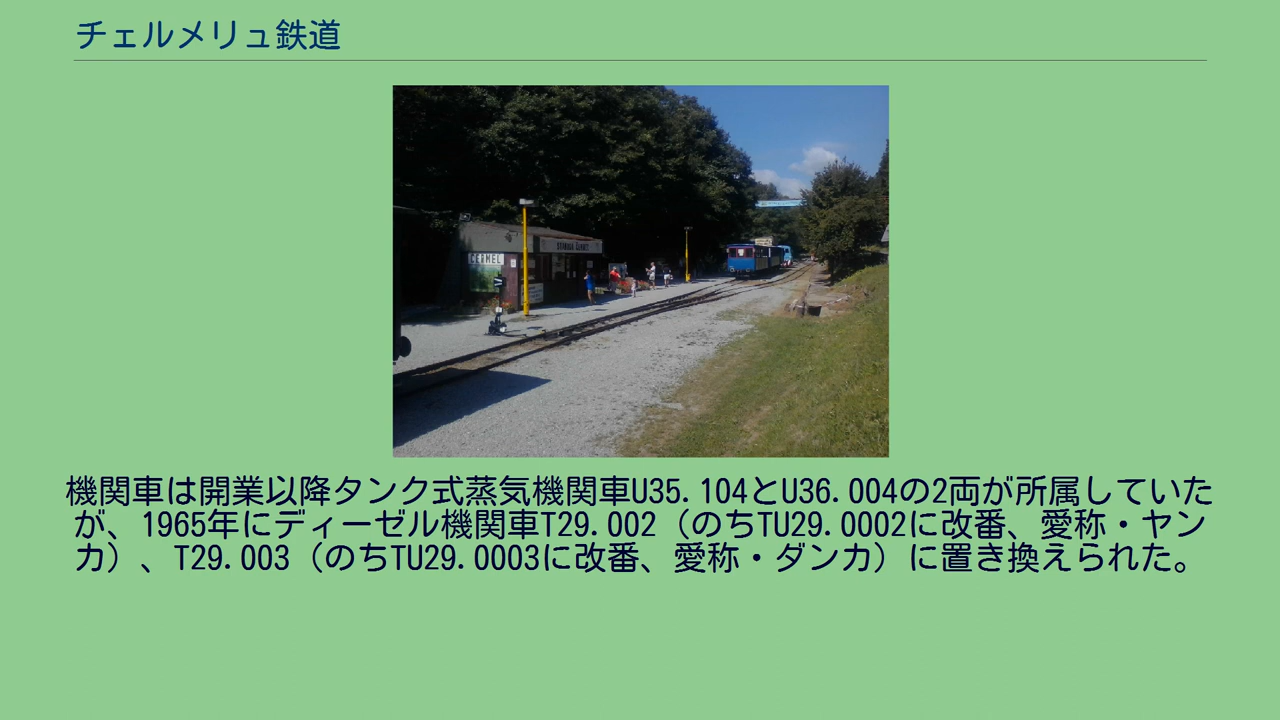 チェルメリュ鉄道
ČERMEĽ
機関車は開業以降タンク式蒸気機関車U35.104とU36.004の2両が所属していた
が、1965年にディーゼル機関車T29.002（のちTU29.0002に改番、愛称・ヤン
カ）、T29.003（のちTU29.0003に改番、愛称・ダンカ）に置き換えられた。